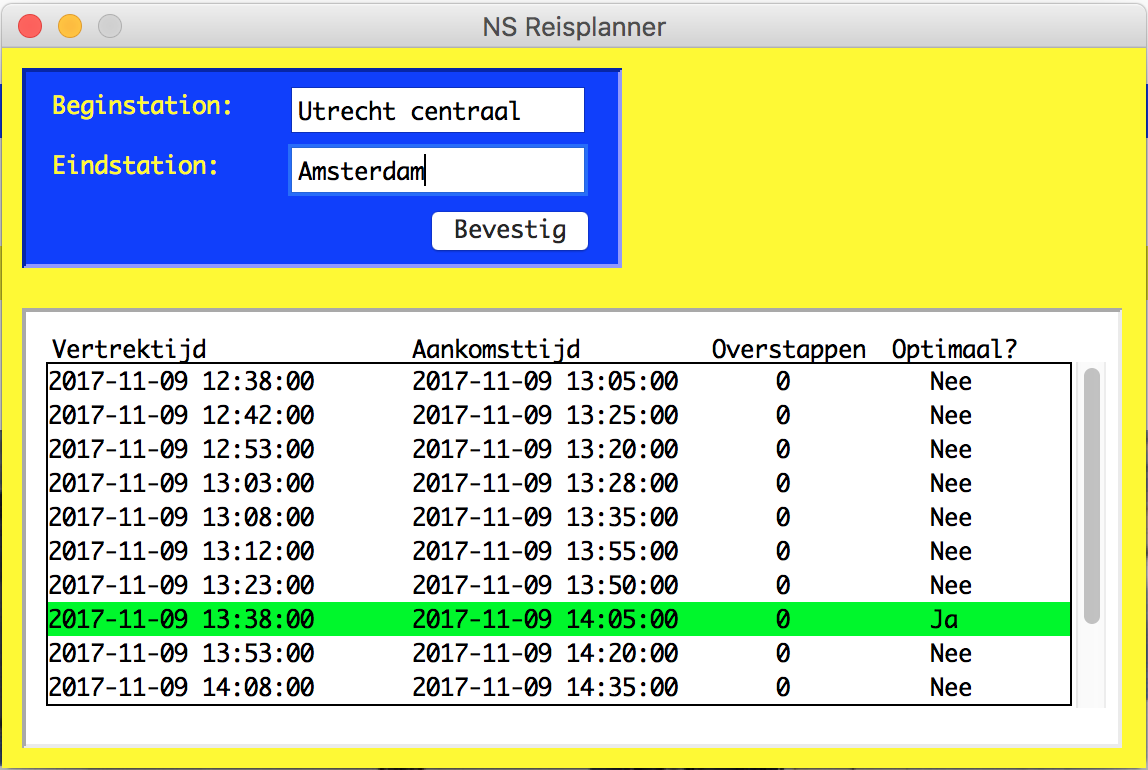 NS Reisplanner
Beginstation: Utrecht centraal
Eindstation: Amsterdam
Bevestig
Vertrektijd Aankomsttijd Overstappen Optimaal?
2017-11-09 12:38:00 2017-11-09 13:05:00 0 Nee
2017-11-09 12:42:00 2017-11-09 13:25:00 0 Nee
2017-11-09 12:53:00 2017-11-09 13:20:00 0 Nee
2017-11-09 13:03:00 2017-11-09 13:28:00 0 Nee
2017-11-09 13:08:00 2017-11-09 13:35:00 0 Nee
2017-11-09 13:12:00 2017-11-09 13:55:00 0 Nee
2017-11-09 13:23:00 2017-11-09 13:50:00 0 Nee
2017-11-09 13:38:00 2017-11-09 14:05:00 0 Ja
2017-11-09 13:53:00 2017-11-09 14:20:00 0 Nee
2017-11-09 14:08:00 2017-11-09 14:35:00 0 Nee